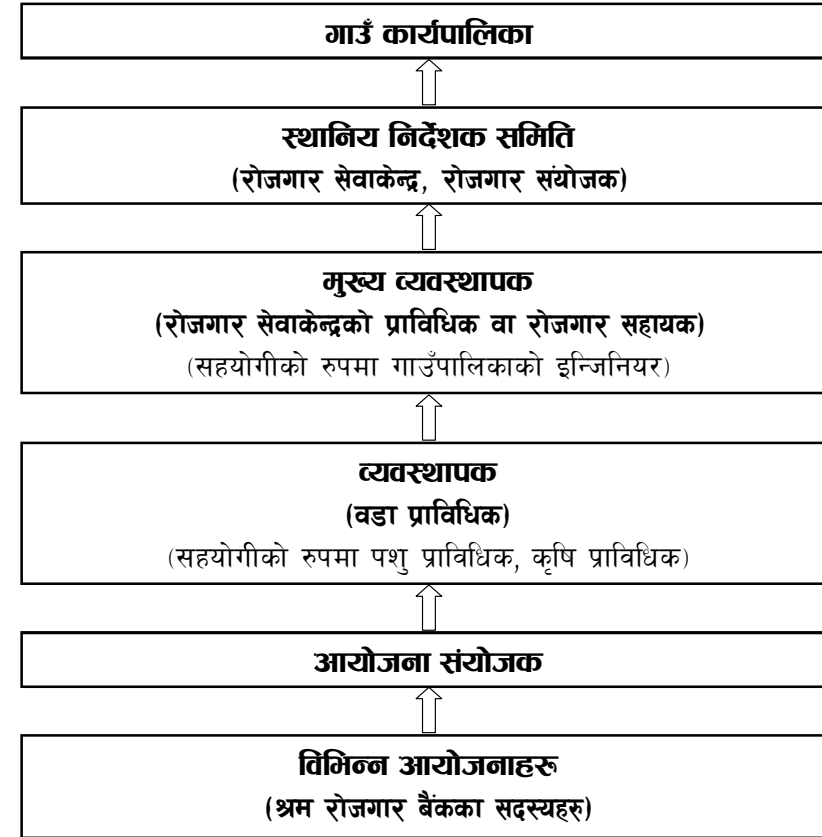 गाउँ कार्यपालिका
स्थानिय निर्देशक समिति
(रोजगार सेवाकेन्द्र, रोजगार संयोजक)
मुख्य व्यवस्थापक
(रोजगार सेवाकेन्द्रको प्राविधिक वा रोजगार सहायक)
(सहयोगीको रुपमा गाउँपालिकाको इन्जिनियर)
व्यवस्थापक
(वडा प्राविधिक)
(सहयोगीको रुपमा पशु प्राविधिक, कृषि प्राविधिक)
आयोजना संयोजक
विभिन्न आयोजनाहरू
(श्रम रोजगार बैंकका सदस्यहरु)